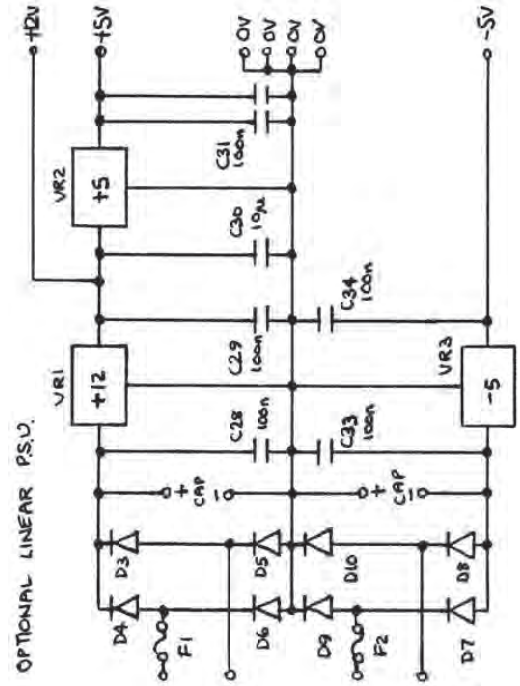 OPTIONAL LINEAR P.S.U.
+12V
+5V
0V
0V
0V
0V
-5V
VR1
+12
VR2
+5
VR3
-5
C28
100n
C29
100n
C30
10µ
C31
100n
C33
100n
C34
100n
+
CAP
-
+
CAP
-
D3
D4
D5
D6
D10
D9
D8
D7
F1
F2